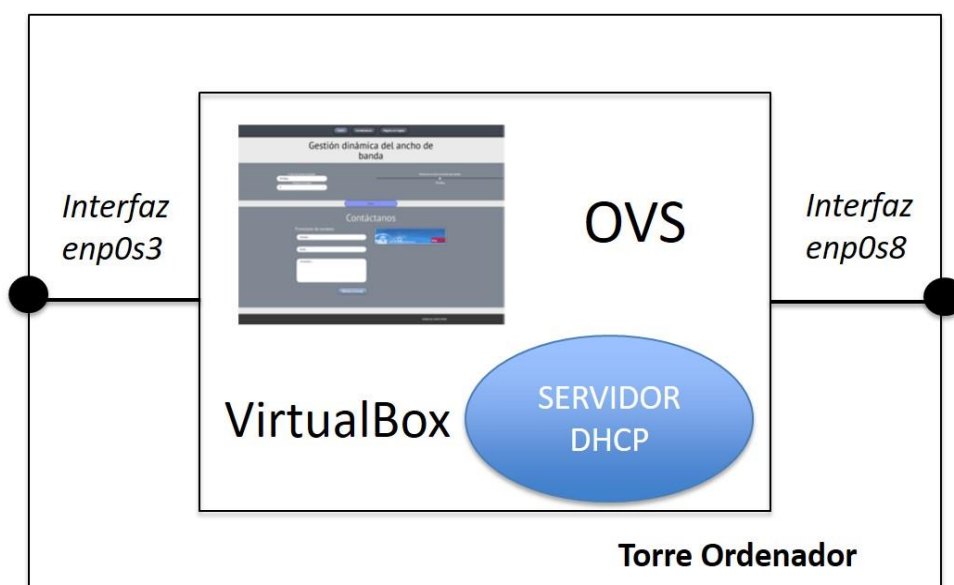 Gestión dinámica del ancho de
banda
Contáctanos
Interfaz
enp0s3
OVS
Interfaz
enp0s8
VirtualBox
SERVIDOR
DHCP
Torre Ordenador